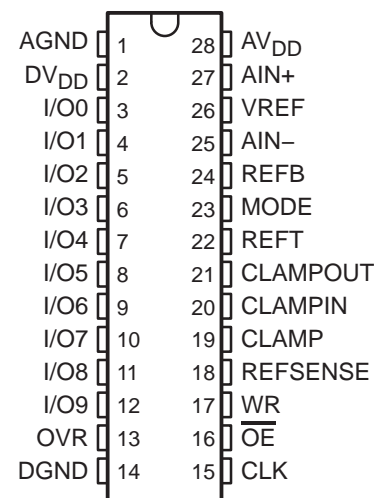 AGND 1 28 AVDD
DVDD 2 27 AIN+
I/O0 3 26 VREF
I/O1 4 25 AIN−
I/O2 5 24 REFB
I/O3 6 23 MODE
I/O4 7 22 REFT
I/O5 8 21 CLAMPOUT
I/O6 9 20 CLAMPIN
I/O7 10 19 CLAMP
I/O8 11 18 REFSENSE
I/O9 12 17 WR
OVR 13 16 O̅E̅
DGND 14 15 CLK